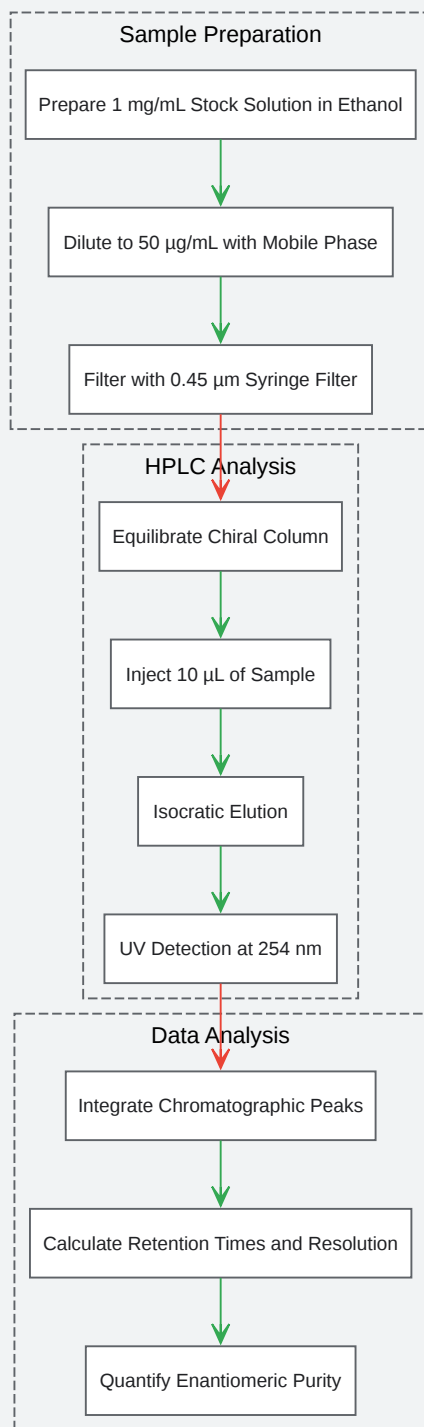 Sample Preparation
Prepare 1 mg/mL Stock Solution in Ethanol
Dilute to 50 µg/mL with Mobile Phase
Filter with 0.45 µm Syringe Filter
HPLC Analysis
Equilibrate Chiral Column
Inject 10 µL of Sample
Isocratic Elution
UV Detection at 254 nm
Data Analysis
Integrate Chromatographic Peaks
Calculate Retention Times and Resolution
Quantify Enantiomeric Purity